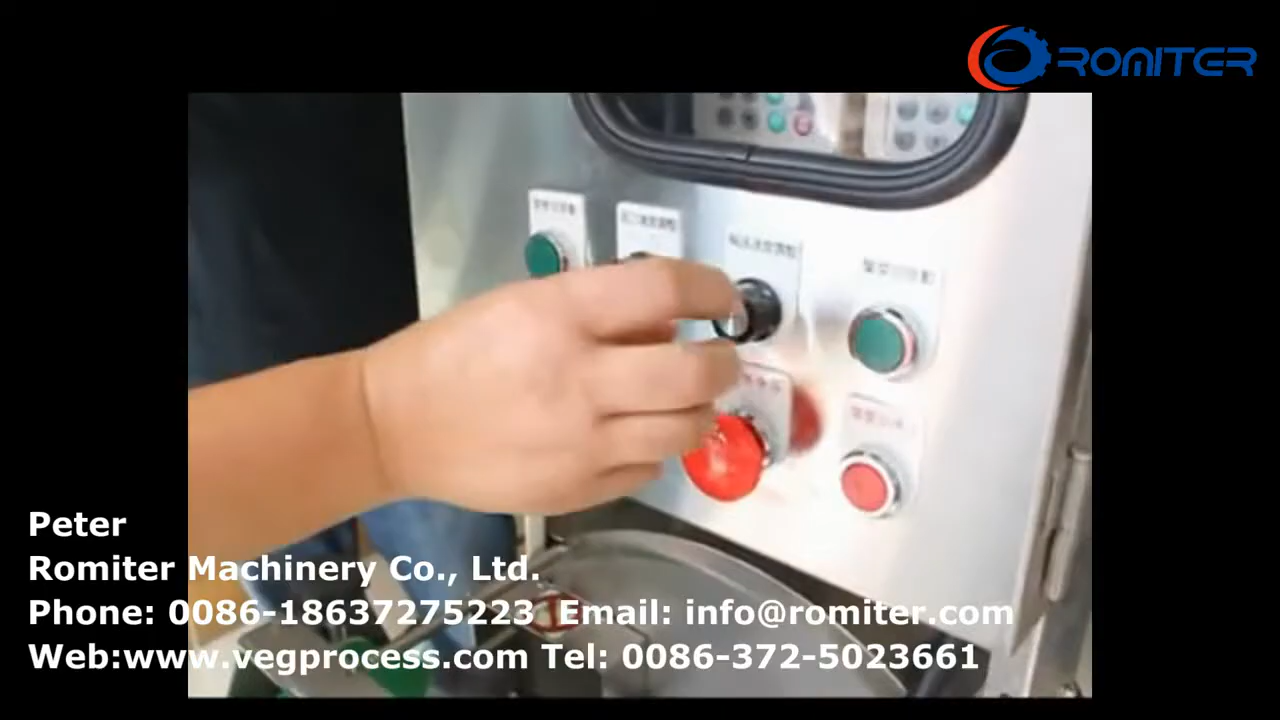 ROMITER
Peter
Romiter Machinery Co., Ltd.
Phone: 0086-18637275223 Email: info@romiter.com
Web:www.vegprocess.com Tel: 0086-372-5023661